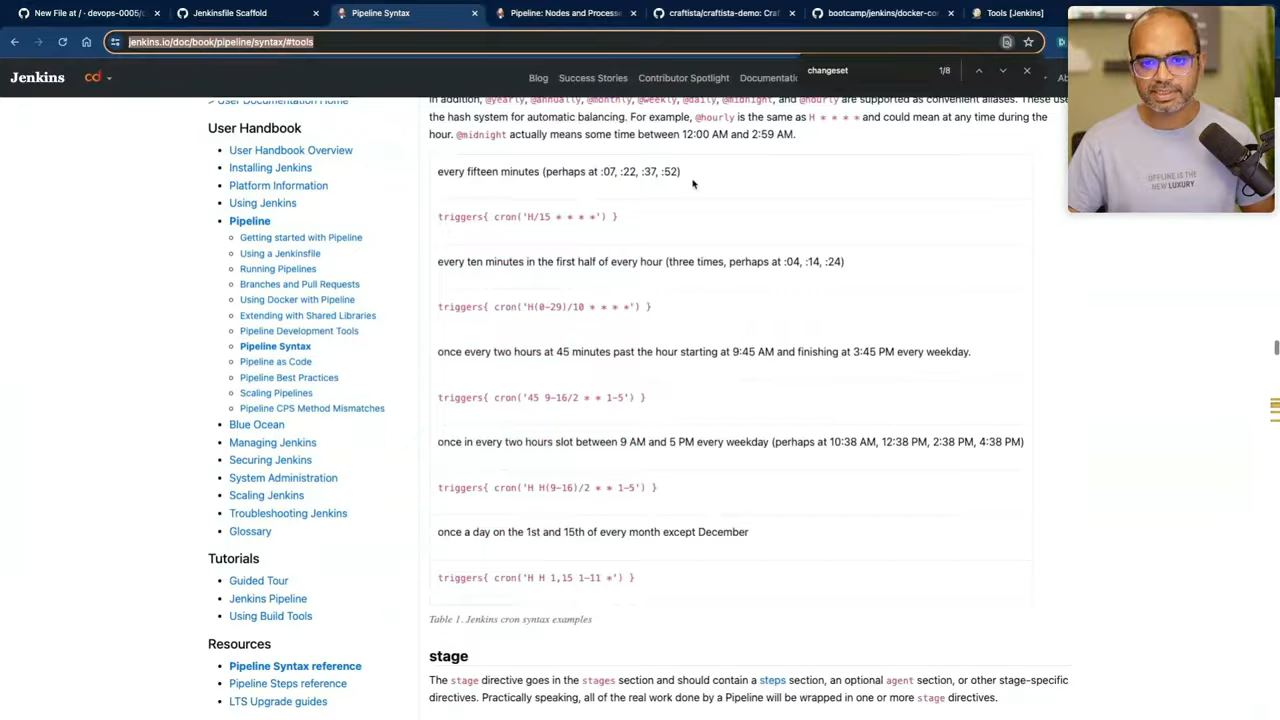 New File at / · devops-0005/c
Jenkinsfile Scaffold
Pipeline Syntax
Pipeline: Nodes and Processe
craftista/craftista-demo: Craf
bootcamp/jenkins/docker-con
Tools [Jenkins]
jenkins.io/doc/book/pipeline/syntax/#tools
Jenkins
cd
Blog
Success Stories
Contributor Spotlight
Documentatio
changeset
1/8
Ab
> User Documentation Home
User Handbook
User Handbook Overview
Installing Jenkins
Platform Information
Using Jenkins
Pipeline
Getting started with Pipeline
Using a Jenkinsfile
Running Pipelines
Branches and Pull Requests
Using Docker with Pipeline
Extending with Shared Libraries
Pipeline Development Tools
Pipeline Syntax
Pipeline as Code
Pipeline Best Practices
Scaling Pipelines
Pipeline CPS Method Mismatches
Blue Ocean
Managing Jenkins
Securing Jenkins
System Administration
Scaling Jenkins
Troubleshooting Jenkins
Glossary
Tutorials
Guided Tour
Jenkins Pipeline
Using Build Tools
Resources
Pipeline Syntax reference
Pipeline Steps reference
LTS Upgrade guides
In addition, @yearly, @annually, @monthly, @weekly, @daily, @midnight, and @hourly are supported as convenient aliases. These use
the hash system for automatic balancing. For example, @hourly is the same as H * * * * and could mean at any time during the
hour. @midnight actually means some time between 12:00 AM and 2:59 AM.
every fifteen minutes (perhaps at :07, :22, :37, :52)
triggers{ cron('H/15 * * * *') }
every ten minutes in the first half of every hour (three times, perhaps at :04, :14, :24)
triggers{ cron('H(0-29)/10 * * * *') }
once every two hours at 45 minutes past the hour starting at 9:45 AM and finishing at 3:45 PM every weekday.
triggers{ cron('45 9-16/2 * * 1-5') }
once in every two hours slot between 9 AM and 5 PM every weekday (perhaps at 10:38 AM, 12:38 PM, 2:38 PM, 4:38 PM)
triggers{ cron('H H(9-16)/2 * * 1-5') }
once a day on the 1st and 15th of every month except December
triggers{ cron('H H 1,15 1-11 *') }
Table 1. Jenkins cron syntax examples
stage
The stage directive goes in the stages section and should contain a steps section, an optional agent section, or other stage-specific
directives. Practically speaking, all of the real work done by a Pipeline will be wrapped in one or more stage directives.
OFFLINE IS THE
NEW LUXURY